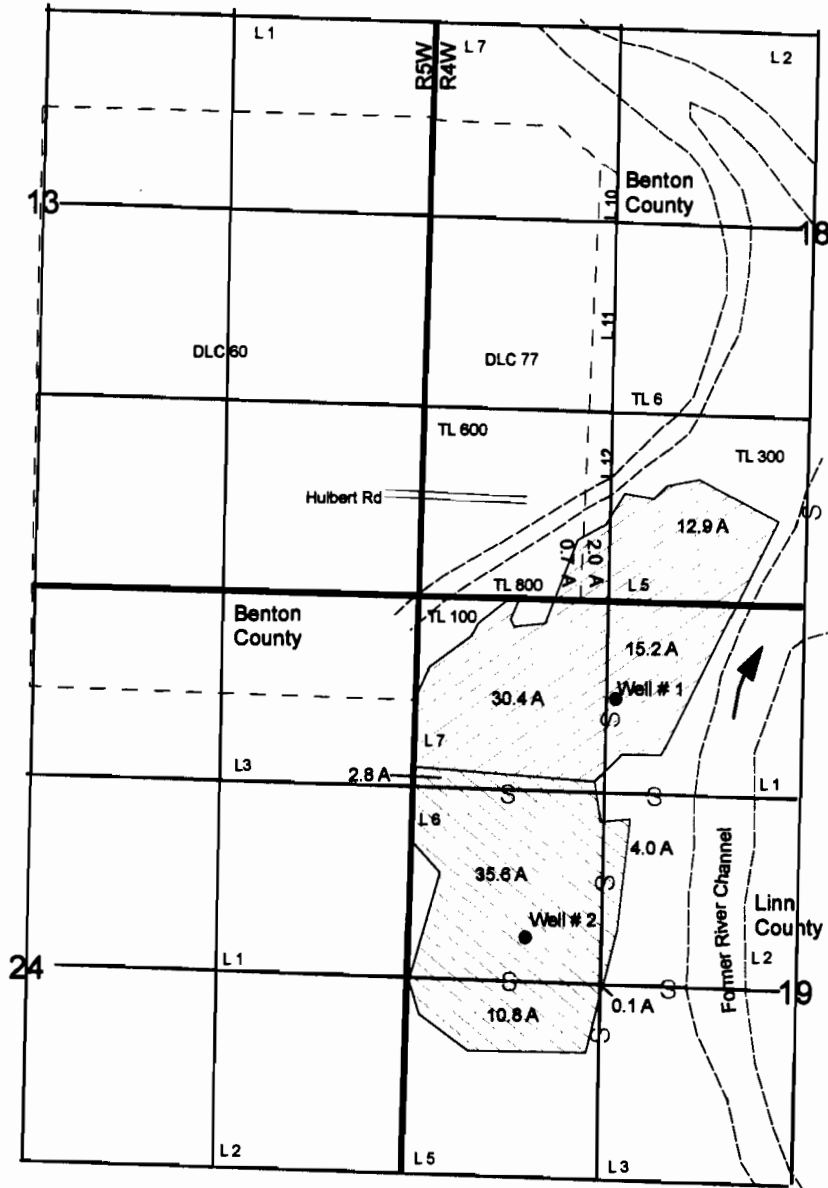 L 1
R5W
R4W
L 7
L 2
Benton
County
13
L10
18
L11
DLC 60
DLC 77
TL 6
TL 600
L12
TL 300
Hulbert Rd
S
12.9 A
0.7 A
2.0 A
TL 800
L 5
Benton
County
TL 100
15.2 A
30.4 A
Well # 1
S
L 7
L 3
2.8 A
S
S
L 1
L 6
4.0 A
35.6 A
S
Former River Channel
Linn
County
Well # 2
24
L 1
S
S
L 2
19
0.1 A
10.8 A
S
L 2
L 5
L 3